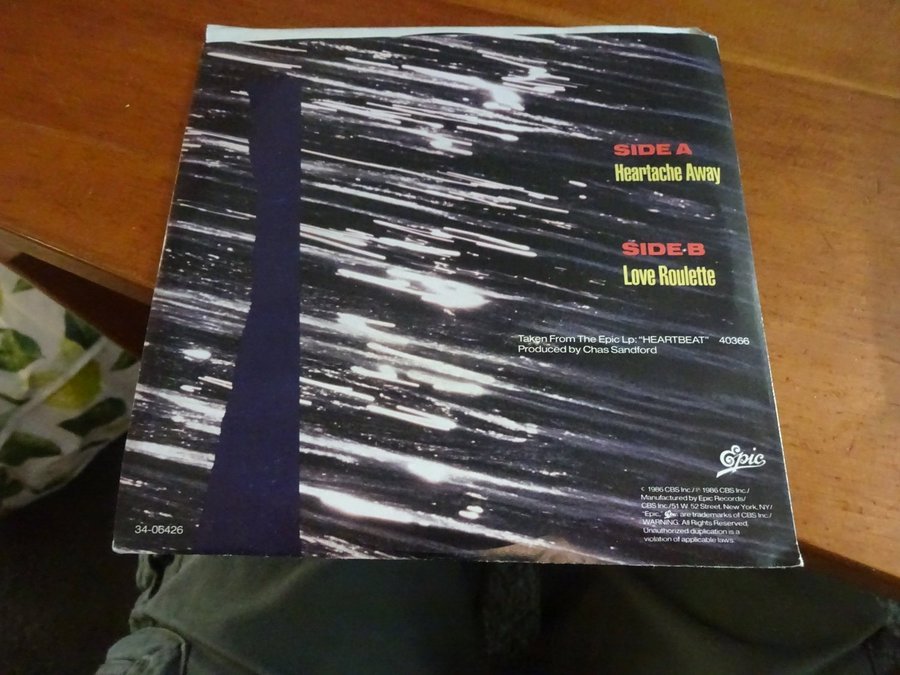 SIDE A
Heartache Away
SIDE B
Love Roulette
Taken From The Epic Lp: "HEARTBEAT" 40366
Produced by Chas Sandford
Epic
© 1986 CBS Inc./℗ 1986 CBS Inc./
Manufactured by Epic Records/
CBS Inc./51 W. 52 Street, New York, NY/
"Epic, Epic are trademarks of CBS Inc./
WARNING: All Rights Reserved.
Unauthorized duplication is a
violation of applicable laws.
34-05426